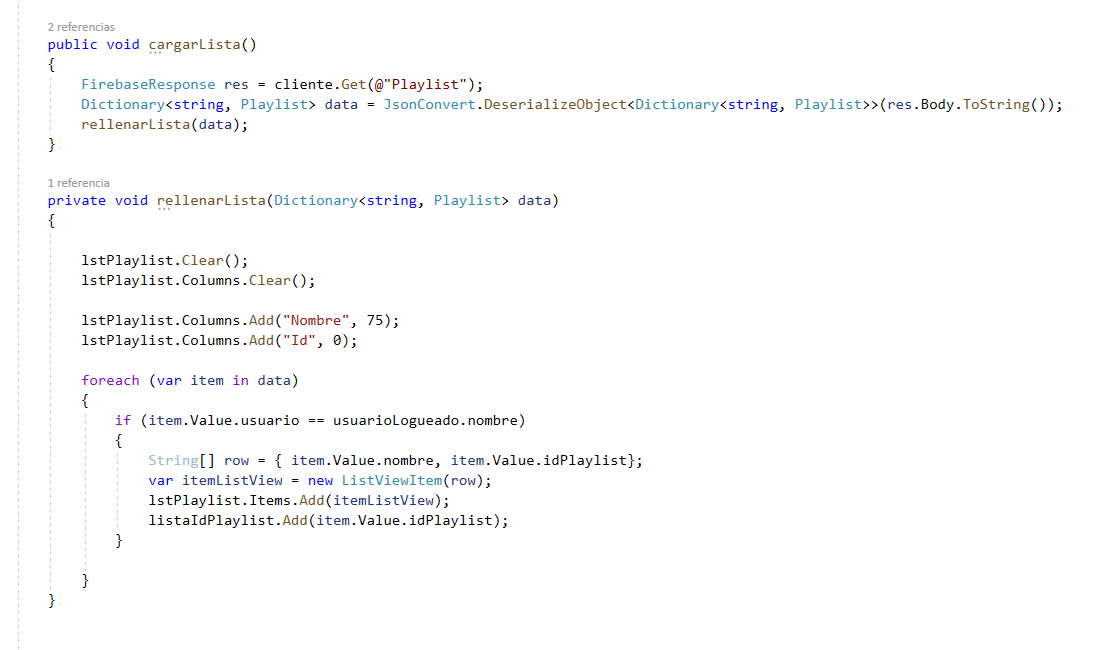 2 referencias
public void cargarLista()
{
FirebaseResponse res = cliente.Get(@"Playlist");
Dictionary<string, Playlist> data = JsonConvert.DeserializeObject<Dictionary<string, Playlist>>(res.Body.ToString());
rellenarLista(data);
}
1 referencia
private void rellenarLista(Dictionary<string, Playlist> data)
{
lstPlaylist.Clear();
lstPlaylist.Columns.Clear();
lstPlaylist.Columns.Add("Nombre", 75);
lstPlaylist.Columns.Add("Id", 0);
foreach (var item in data)
{
if (item.Value.usuario == usuarioLogueado.nombre)
{
String[] row = { item.Value.nombre, item.Value.idPlaylist};
var itemListView = new ListViewItem(row);
lstPlaylist.Items.Add(itemListView);
listaIdPlaylist.Add(item.Value.idPlaylist);
}
}
}